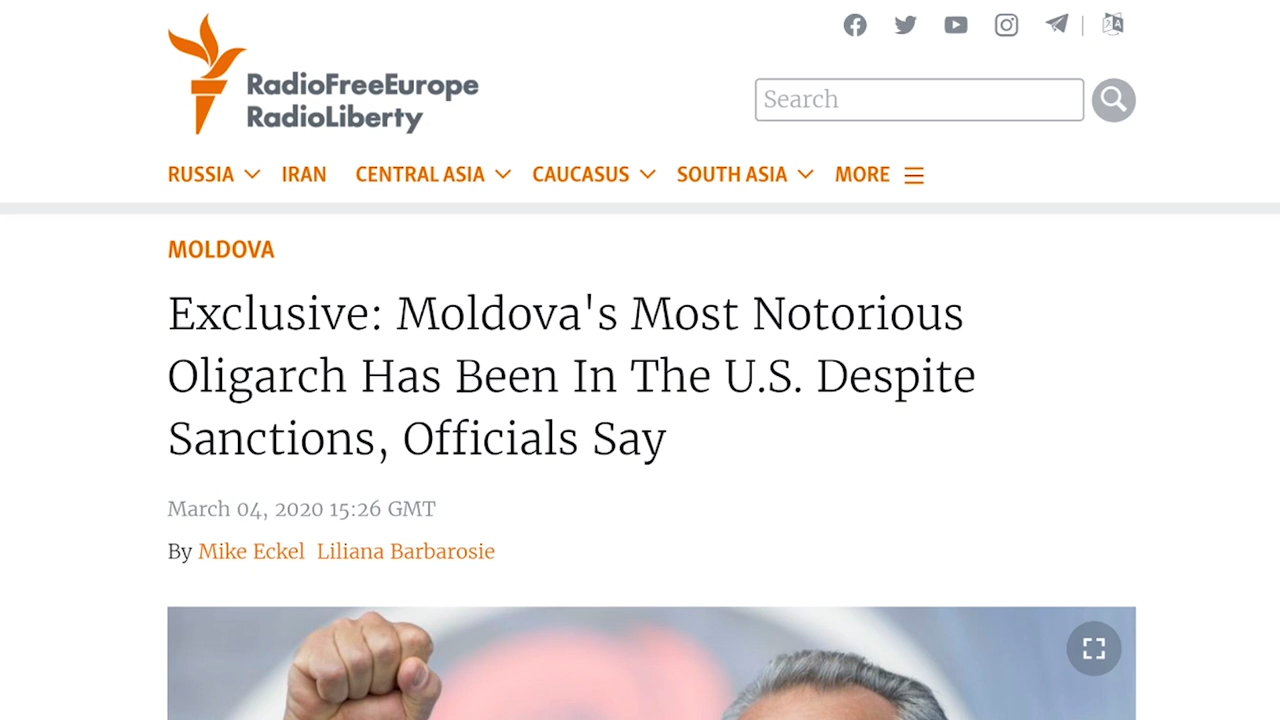 RadioFreeEurope
RadioLiberty
Search
RUSSIA IRAN CENTRAL ASIA CAUCASUS SOUTH ASIA MORE
MOLDOVA
Exclusive: Moldova's Most Notorious
Oligarch Has Been In The U.S. Despite
Sanctions, Officials Say
March 04, 2020 15:26 GMT
By Mike Eckel Liliana Barbarosie